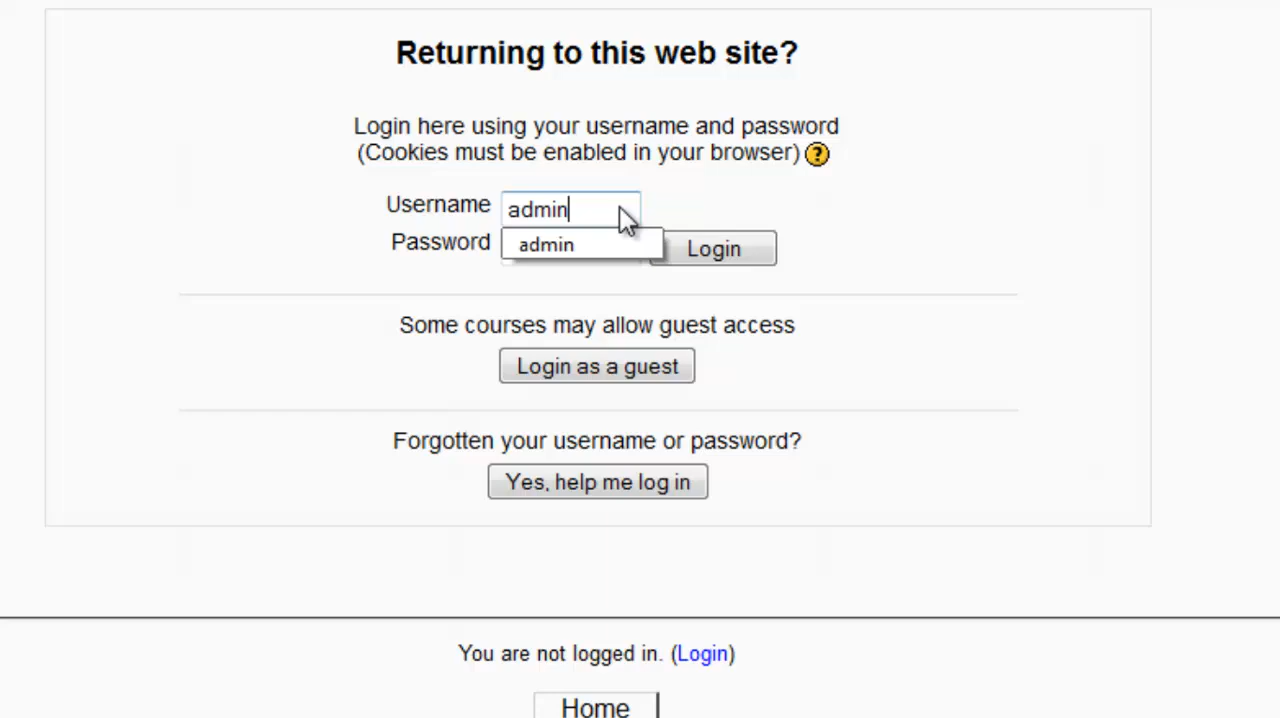 Returning to this web site?
Login here using your username and password
(Cookies must be enabled in your browser) ?
Username admin
Password admin Login
Some courses may allow guest access
Login as a guest
Forgotten your username or password?
Yes, help me log in
You are not logged in. (Login)
Home